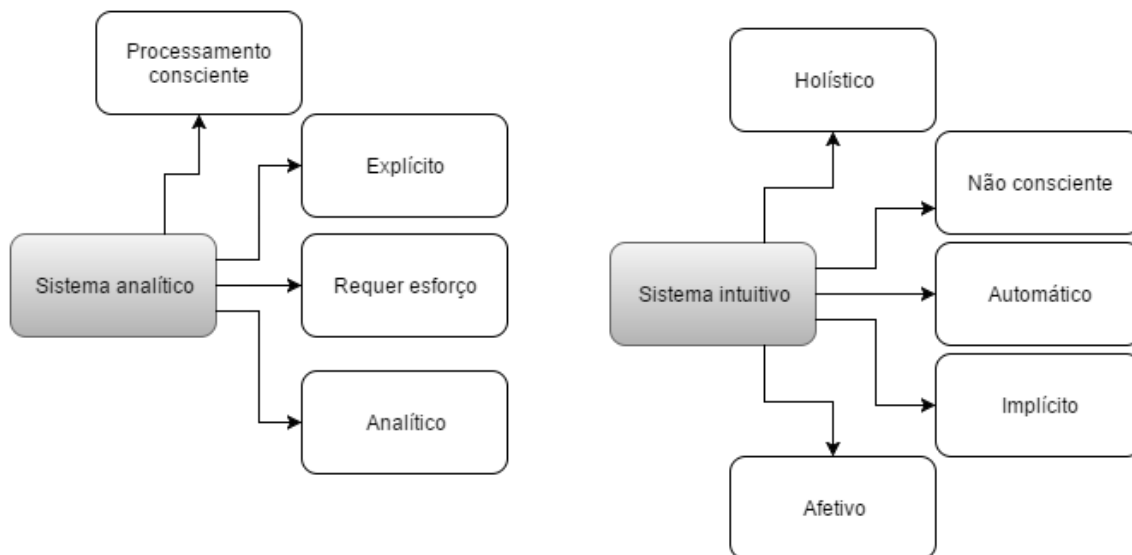 Processamento
consciente
Explícito
Sistema analítico
Requer esforço
Analítico
Holístico
Não consciente
Sistema intuitivo
Automático
Implícito
Afetivo